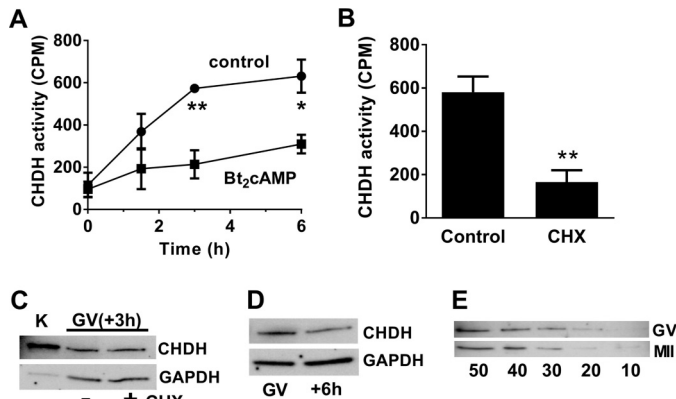 A
CHDH activity (CPM)
800
600
400
200
0
control
**
*
Bt₂cAMP
0 2 4 6
Time (h)
B
CHDH activity (CPM)
800
600
400
200
0
**
Control CHX
C
K GV(+3h)
CHDH
GAPDH
- + CHX
D
CHDH
GAPDH
GV +6h
E
GV
MII
50 40 30 20 10